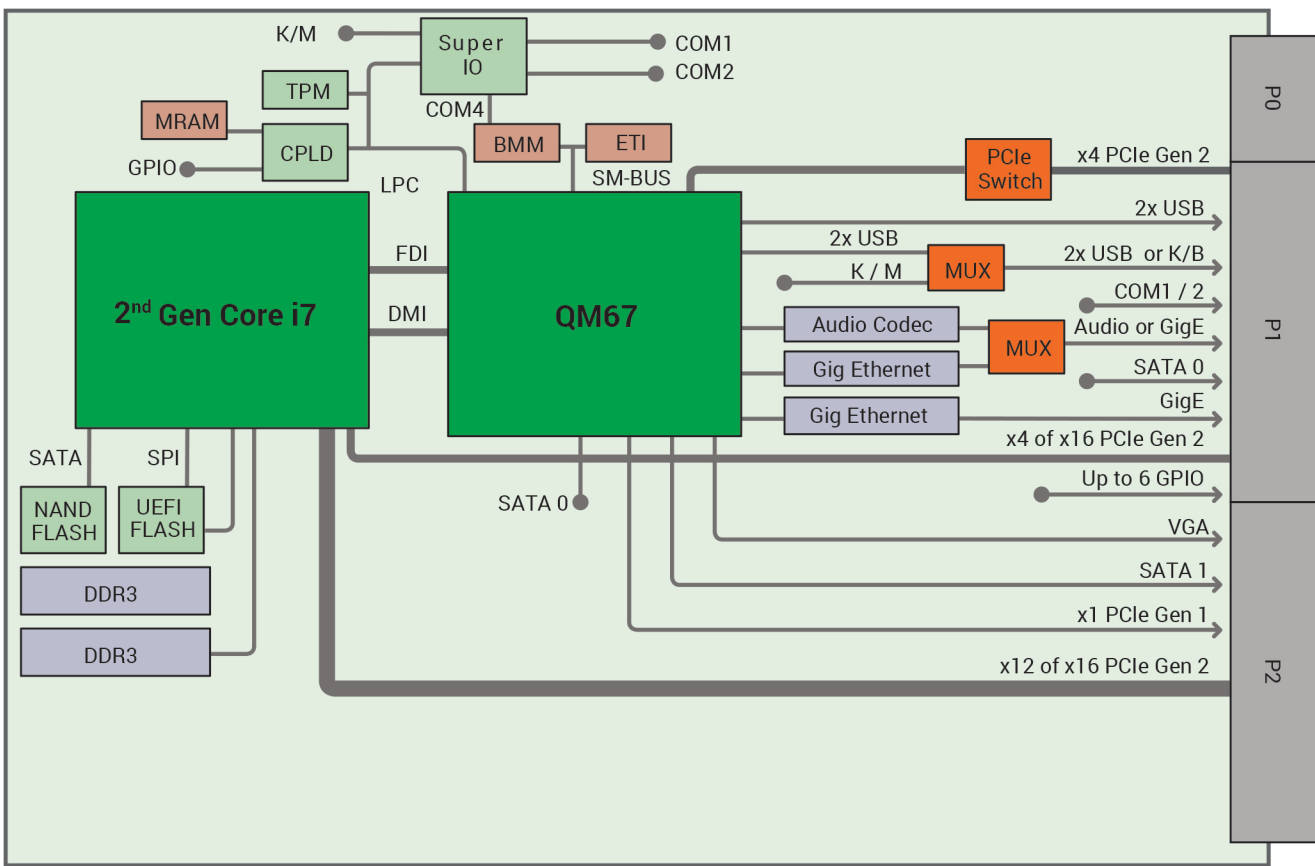 K/M
Super
IO
COM1
COM2
TPM
COM4
MRAM
CPLD
BMM
ETI
GPIO
LPC
SM-BUS
PCIe
Switch
x4 PCIe Gen 2
P0
2x USB
2x USB
MUX
2x USB or K/B
K / M
FDI
COM1 / 2
2nd Gen Core i7
DMI
QM67
Audio Codec
MUX
Audio or GigE
P1
Gig Ethernet
SATA 0
GigE
Gig Ethernet
x4 of x16 PCIe Gen 2
SATA
SPI
Up to 6 GPIO
NAND
FLASH
UEFI
FLASH
SATA 0
VGA
SATA 1
DDR3
x1 PCIe Gen 1
DDR3
x12 of x16 PCIe Gen 2
P2